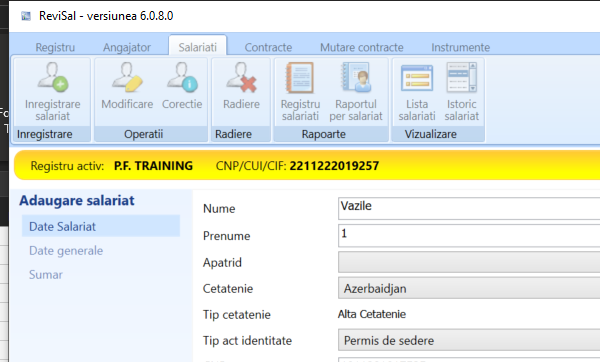 ReviSal - versiunea 6.0.8.0
Registru Angajator Salariati Contracte Mutare contracte Instrumente
Inregistrare salariat
Modificare Corectie
Radiere
Registru salariati
Raportul per salariat
Lista salariati
Istoric salariat
Inregistrare Operatii Radiere Rapoarte Vizualizare
Registru activ: P.F. TRAINING CNP/CUI/CIF: 2211222019257
Adaugare salariat
Date Salariat
Date generale
Sumar
Nume Vazile
Prenume 1
Apatrid
Cetatenie Azerbaidjan
Tip cetatenie Alta Cetatenie
Tip act identitate Permis de sedere